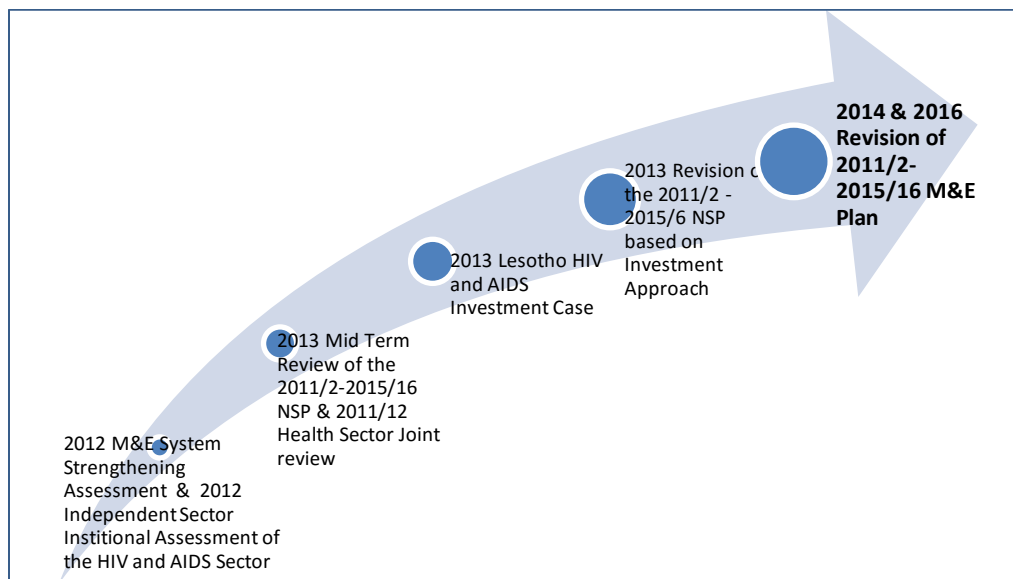 2012 M&E System
Strengthening
Assessment & 2012
Independent Sector
Institional Assessment of
the HIV and AIDS Sector
2013 Mid Term
Review of the
2011/2-2015/16
NSP & 2011/12
Health Sector Joint
review
2013 Lesotho HIV
and AIDS
Investment Case
2013 Revision
the 2011/2 -
2015/6 NSP
based on
Investment
Approach
2014 & 2016
Revision of
2011/2-
2015/16 M&E
Plan